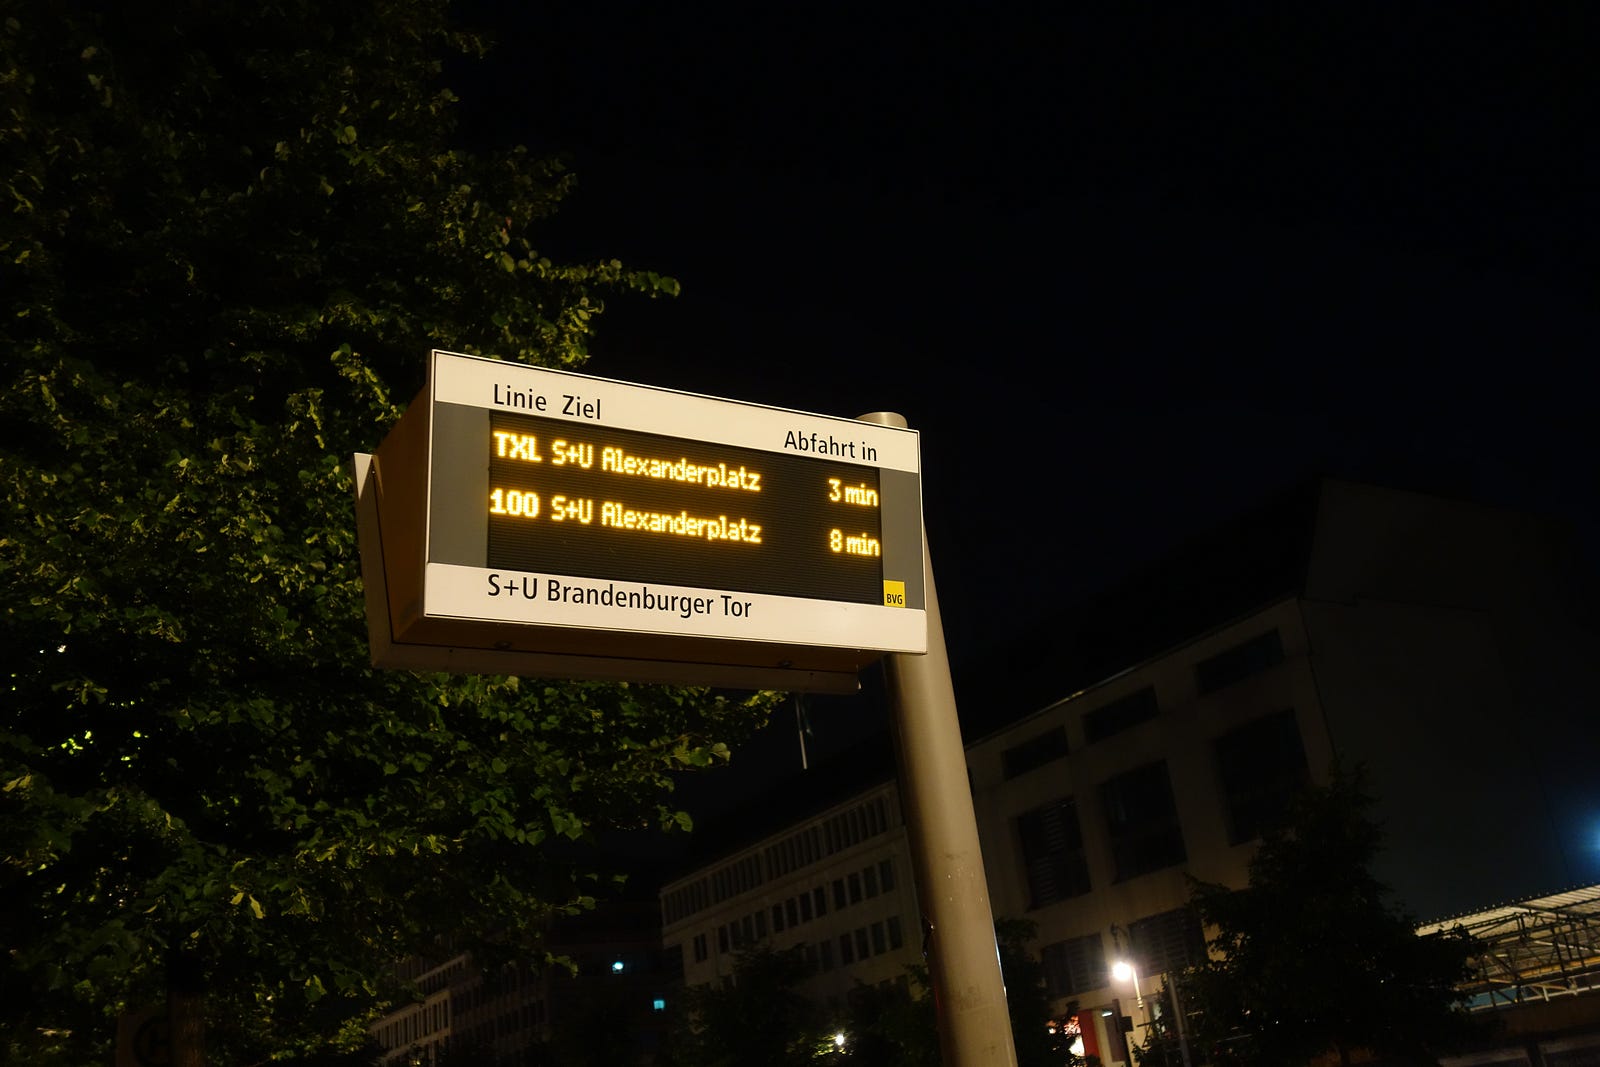 Linie Ziel Abfahrt in
TXL S+U Alexanderplatz 3 min
100 S+U Alexanderplatz 8 min
S+U Brandenburger Tor
BVG
H